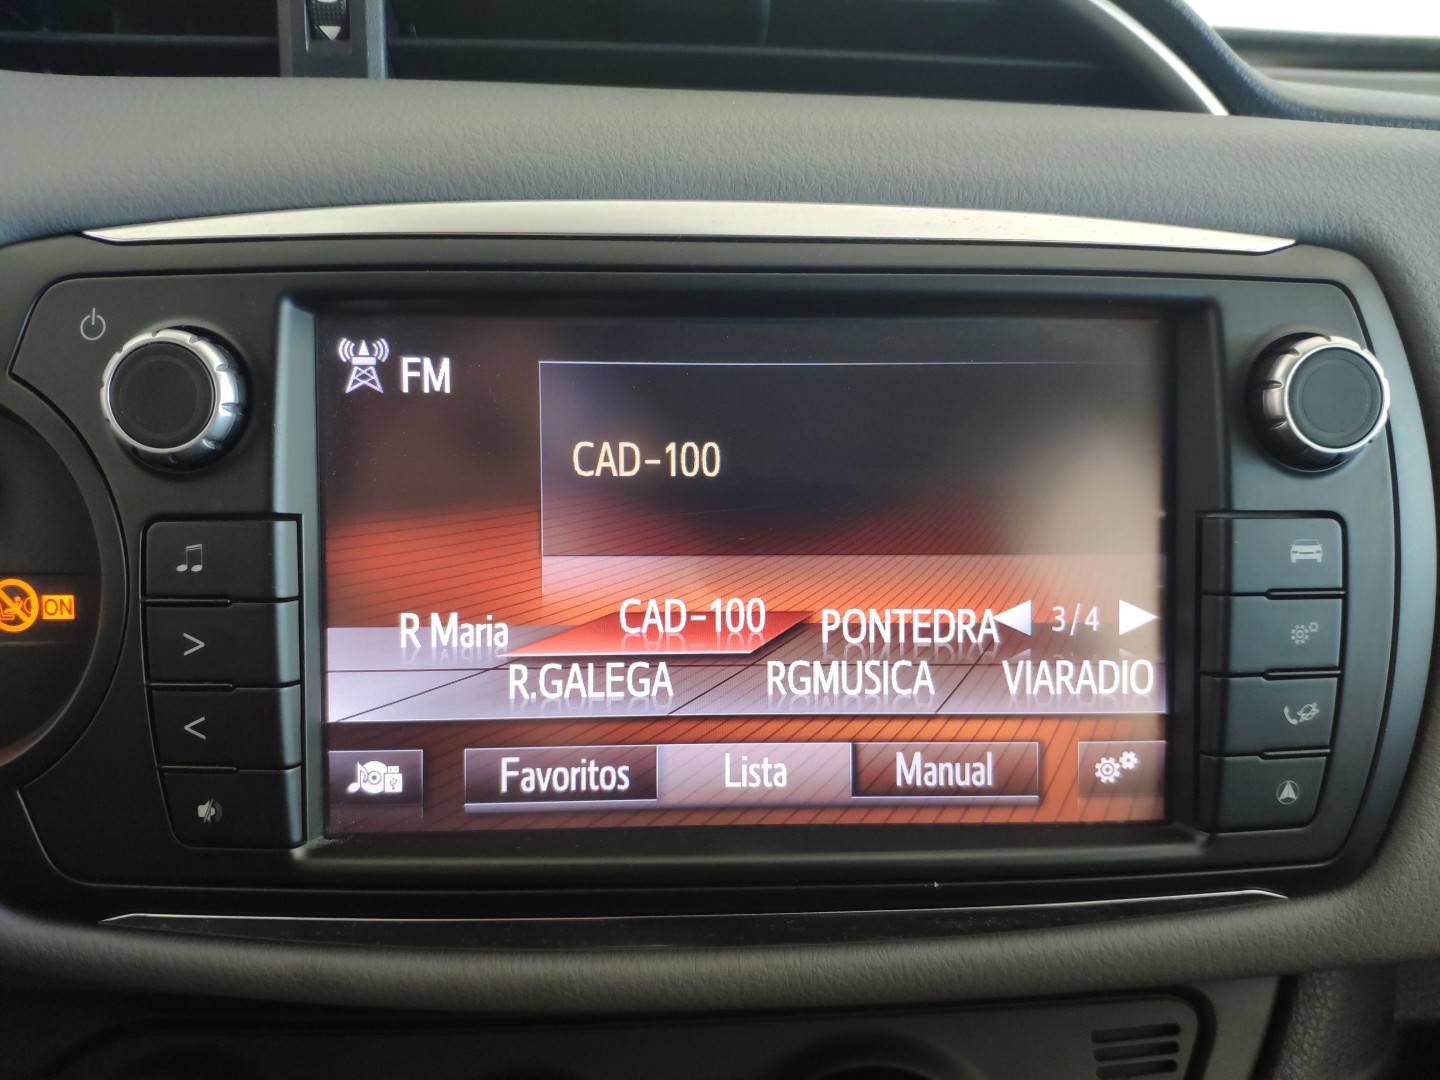 FM
CAD-100
R Maria CAD-100 PONTEDRA 3/4
R.GALEGA RGMUSICA VIARADIO
Favoritos Lista Manual
ON